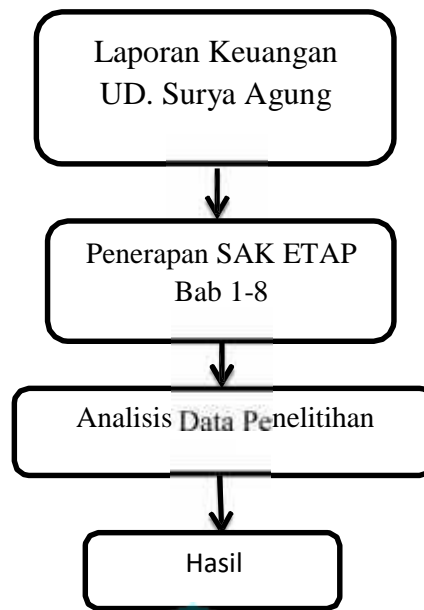 Laporan Keuangan
UD. Surya Agung
Penerapan SAK ETAP
Bab 1-8
Analisis Data Penelitihan
Hasil